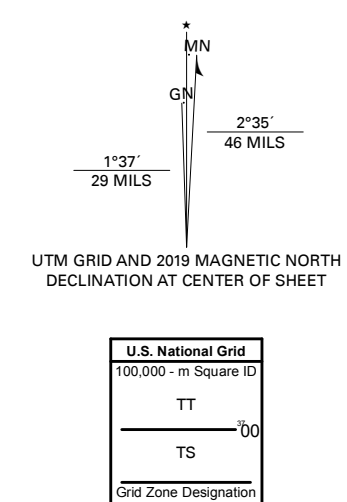 ★
MN
GN
2°35´
46 MILS
1°37´
29 MILS
UTM GRID AND 2019 MAGNETIC NORTH
DECLINATION AT CENTER OF SHEET
U.S. National Grid
100,000 - m Square ID
TT
³⁷00
TS
Grid Zone Designation